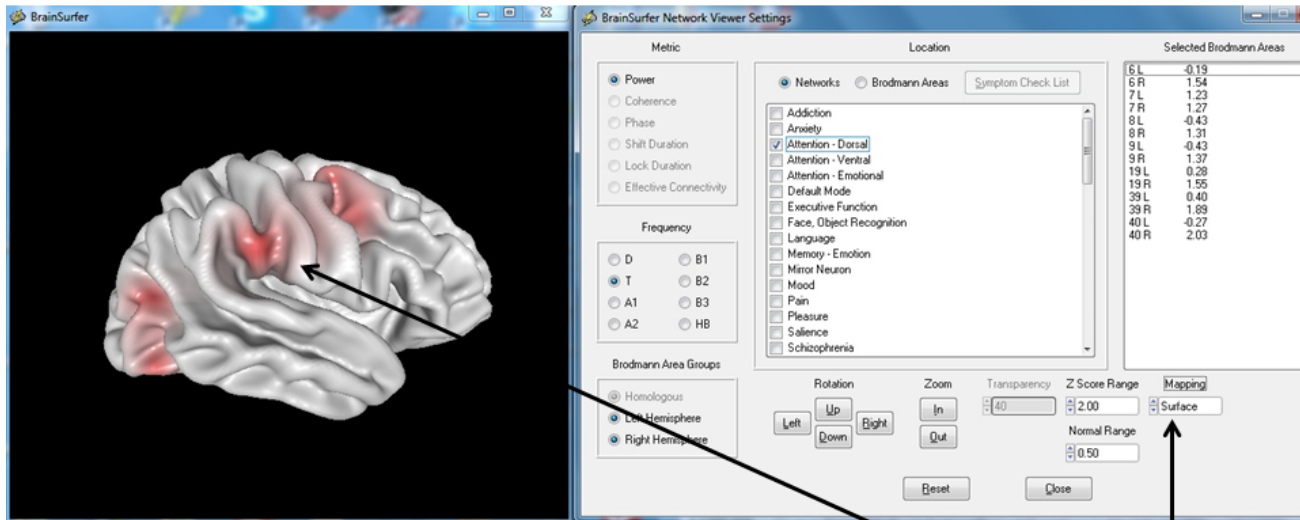 BrainSurfer
BrainSurfer Network Viewer Settings
Metric
Power
Coherence
Phase
Shift Duration
Lock Duration
Effective Connectivity
Frequency
D B1
T B2
A1 B3
A2 HB
Brodmann Area Groups
Homologous
Left Hemisphere
Right Hemisphere
Location
Networks Brodmann Areas Symptom Check List
Addiction
Anxiety
Attention - Dorsal
Attention - Ventral
Attention - Emotional
Default Mode
Executive Function
Face, Object Recognition
Language
Memory - Emotion
Mirror Neuron
Mood
Pain
Pleasure
Salience
Schizophrenia
Selected Brodmann Areas
6 L -0.19
6 R 1.54
7 L 1.23
7 R 1.27
8 L -0.43
8 R 1.31
9 L -0.43
9 R 1.37
19 L 0.28
19 R 1.55
39 L 0.40
39 R 1.89
40 L -0.27
40 R 2.03
Rotation
Up
Left Right
Down
Zoom
In
Out
Transparency
40
Z Score Range
2.00
Normal Range
0.50
Mapping
Surface
Reset Close